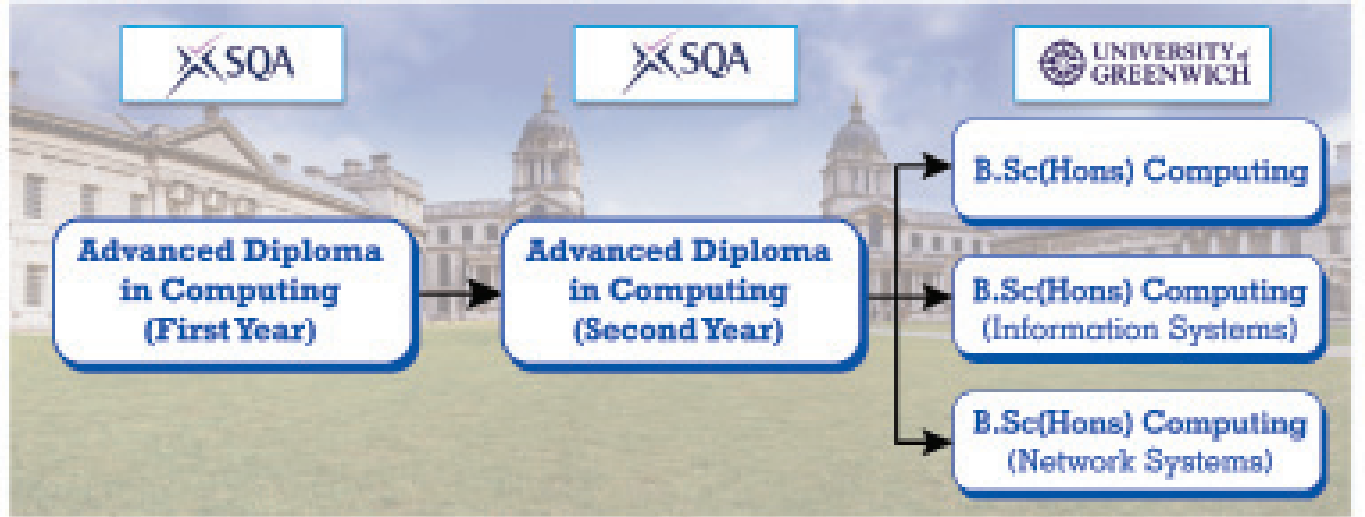 SQA
SQA
UNIVERSITY of
GREENWICH
Advanced Diploma
in Computing
(First Year)
Advanced Diploma
in Computing
(Second Year)
B.Sc(Hons) Computing
B.Sc(Hons) Computing
(Information Systems)
B.Sc(Hons) Computing
(Network Systems)